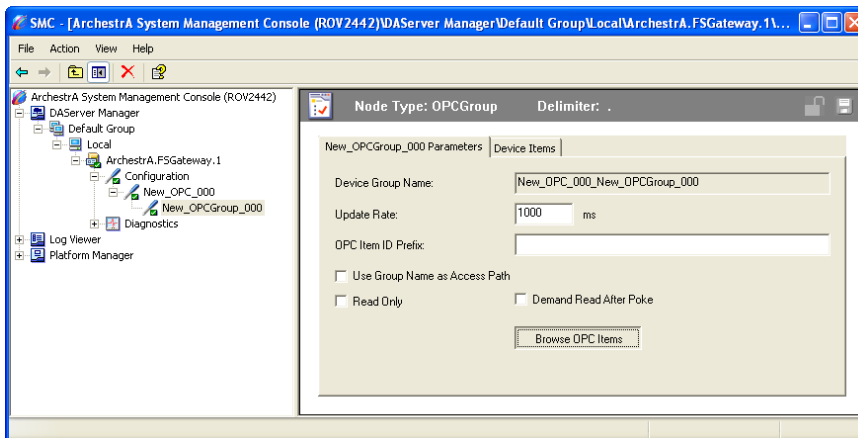 SMC - [ArchestrA System Management Console (ROV2442)\DAServer Manager\Default Group\Local\ArchestrA.FSGateway.1\...
File Action View Help
ArchestrA System Management Console (ROV2442)
DAServer Manager
Default Group
Local
ArchestrA.FSGateway.1
Configuration
New_OPC_000
New_OPCGroup_000
Diagnostics
Log Viewer
Platform Manager
Node Type: OPCGroup Delimiter: .
New_OPCGroup_000 Parameters Device Items
Device Group Name: New_OPC_000_New_OPCGroup_000
Update Rate: 1000 ms
OPC Item ID Prefix:
Use Group Name as Access Path
Read Only Demand Read After Poke
Browse OPC Items